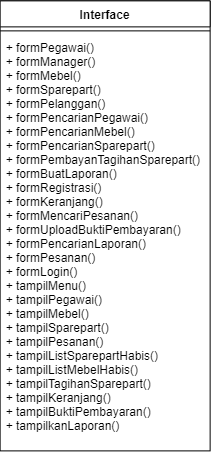 Interface
+ formPegawai()
+ formManager()
+ formMebel()
+ formSparepart()
+ formPelanggan()
+ formPencarianPegawai()
+ formPencarianMebel()
+ formPencarianSparepart()
+ formPembayanTagihanSparepart()
+ formBuatLaporan()
+ formRegistrasi()
+ formKeranjang()
+ formMencariPesanan()
+ formUploadBuktiPembayaran()
+ formPencarianLaporan()
+ formPesanan()
+ formLogin()
+ tampilMenu()
+ tampilPegawai()
+ tampilMebel()
+ tampilSparepart()
+ tampilPesanan()
+ tampilListSparepartHabis()
+ tampilListMebelHabis()
+ tampilTagihanSparepart()
+ tampilKeranjang()
+ tampilBuktiPembayaran()
+ tampilkanLaporan()